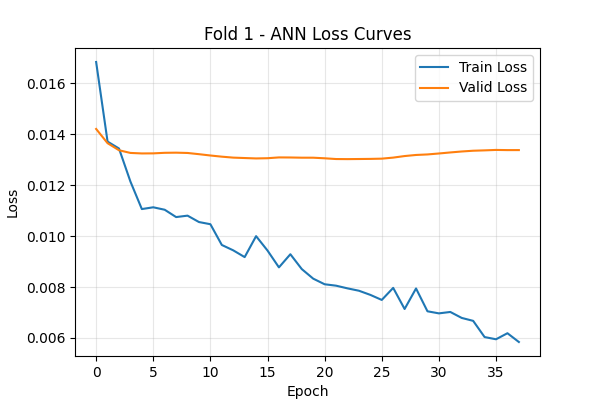 Fold 1 - ANN Loss Curves
Train Loss
Valid Loss
0.016
0.014
0.012
0.010
0.008
0.006
Loss
0 5 10 15 20 25 30 35
Epoch